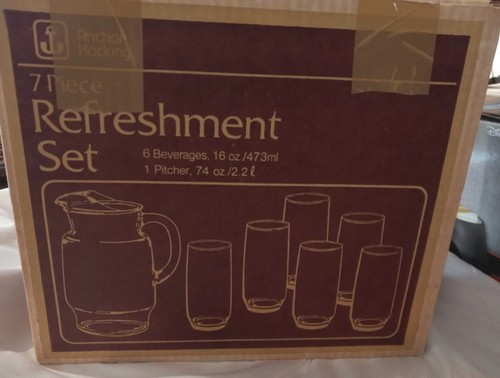 Anchor
Hocking
7 Piece
Refreshment
Set
6 Beverages, 16 oz./473ml
1 Pitcher, 74 oz./2.2 ℓ